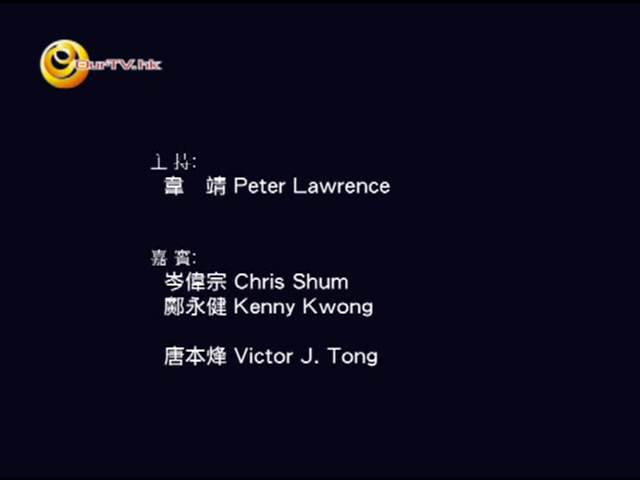 OurTV.hk
主持:
韋 靖 Peter Lawrence
嘉賓:
岑偉宗 Chris Shum
鄺永健 Kenny Kwong
唐本烽 Victor J. Tong